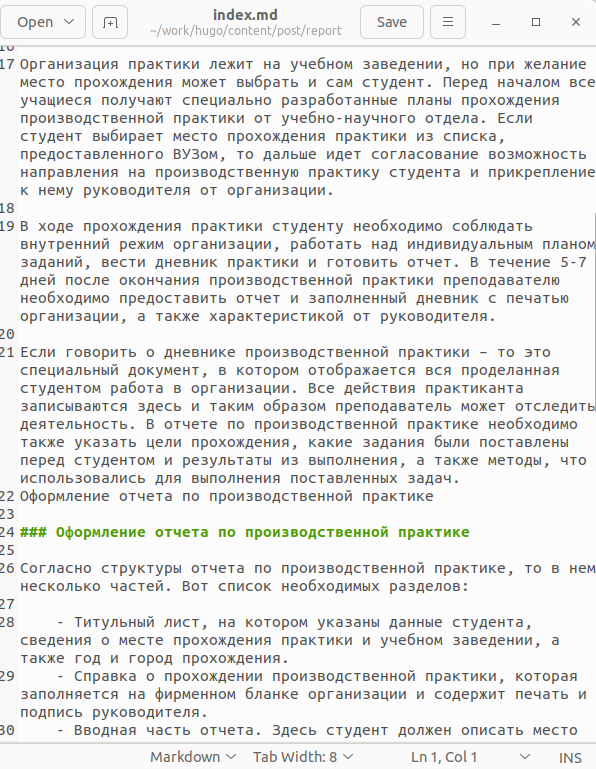 Open
index.md
~/work/hugo/content/post/report
Save
16
17 Организация практики лежит на учебном заведении, но при желание
место прохождения может выбрать и сам студент. Перед началом все
учащиеся получают специально разработанные планы прохождения
производственной практики от учебно-научного отдела. Если
студент выбирает место прохождения практики из списка,
предоставленного ВУЗом, то дальше идет согласование возможность
направления на производственную практику студента и прикрепление
к нему руководителя от организации.
18
19 В ходе прохождения практики студенту необходимо соблюдать
внутренний режим организации, работать над индивидуальным планом
заданий, вести дневник практики и готовить отчет. В течение 5-7
дней после окончания производственной практики преподавателю
необходимо предоставить отчет и заполненный дневник с печатью
организации, а также характеристикой от руководителя.
20
21 Если говорить о дневнике производственной практики – то это
специальный документ, в котором отображается вся проделанная
студентом работа в организации. Все действия практиканта
записываются здесь и таким образом преподаватель может отследить
деятельность. В отчете по производственной практике необходимо
также указать цели прохождения, какие задания были поставлены
перед студентом и результаты из выполнения, а также методы, что
использовались для выполнения поставленных задач.
22 Оформление отчета по производственной практике
23
24 ### Оформление отчета по производственной практике
25
26 Согласно структуры отчета по производственной практике, то в нем
несколько частей. Вот список необходимых разделов:
27
28 - Титульный лист, на котором указаны данные студента,
сведения о месте прохождения практики и учебном заведении, а
также год и город прохождения.
29 - Справка о прохождении производственной практики, которая
заполняется на фирменном бланке организации и содержит печать и
подпись руководителя.
30 - Вводная часть отчета. Здесь студент должен описать место
Markdown
Tab Width: 8
Ln 1, Col 1
INS